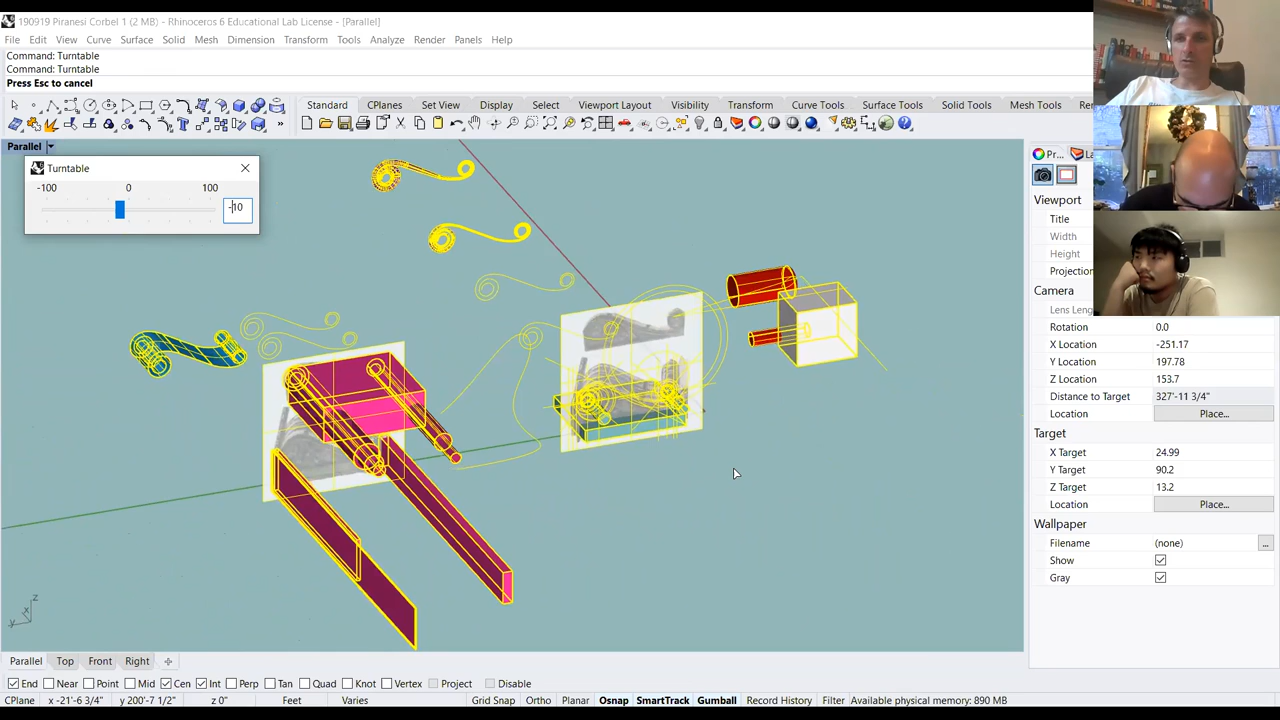 190919 Piranesi Corbel 1 (2 MB) - Rhinoceros 6 Educational Lab License - [Parallel]
File Edit View Curve Surface Solid Mesh Dimension Transform Tools Analyze Render Panels Help
Command: Turntable
Command: Turntable
Press Esc to cancel
Standard CPlanes Set View Display Select Viewport Layout Visibility Transform Curve Tools Surface Tools Solid Tools Mesh Tools
Parallel
Turntable
-100 0 100
-10
Pr...
Viewport
Title
Width
Height
Projection
Camera
Lens Leng
Rotation 0.0
X Location -251.17
Y Location 197.78
Z Location 153.7
Distance to Target 327'-11 3/4"
Location Place...
Target
X Target 24.99
Y Target 90.2
Z Target 13.2
Location Place...
Wallpaper
Filename (none) ...
Show
Gray
z
x
y
Parallel Top Front Right
End Near Point Mid Cen Int Perp Tan Quad Knot Vertex Project Disable
CPlane x -21'-6 3/4" y 200'-7 1/2" z 0" Feet Varies Grid Snap Ortho Planar Osnap SmartTrack Gumball Record History Filter Available physical memory: 890 MB